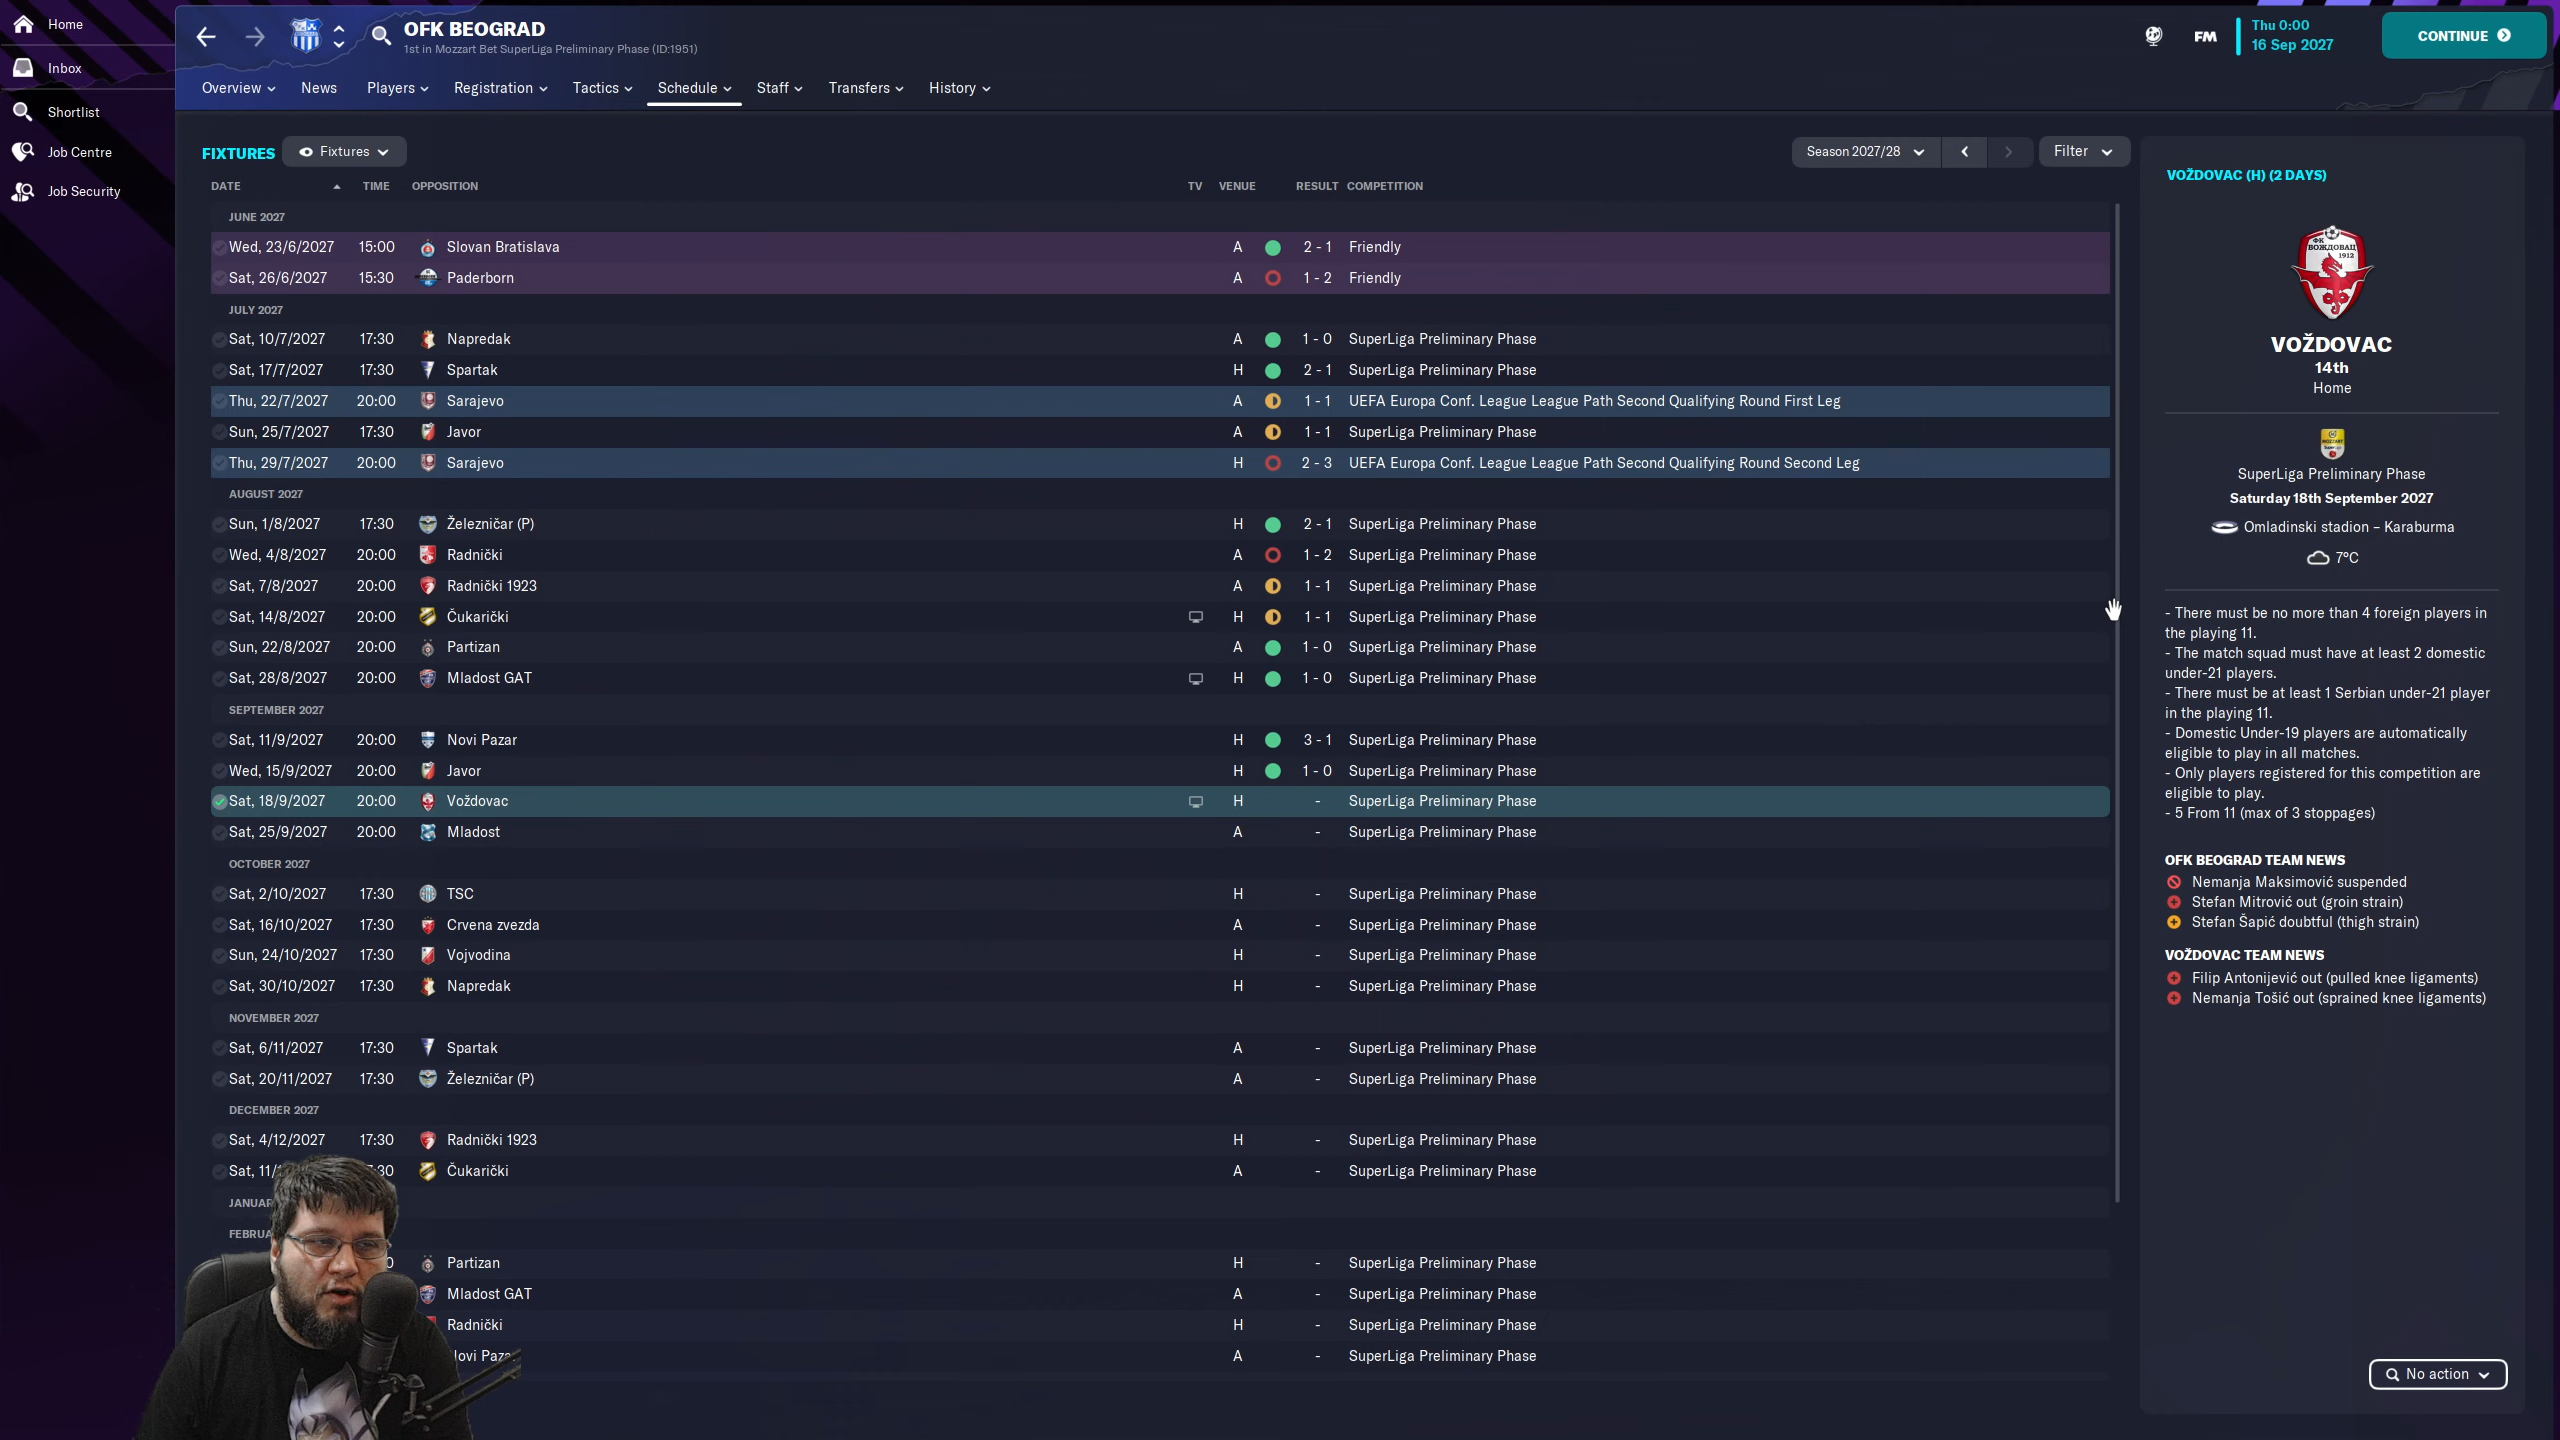 Home
Inbox
Shortlist
Job Centre
Job Security
OFK BEOGRAD
1st in Mozzart Bet SuperLiga Preliminary Phase (ID:1951)
FM
Thu 0:00
16 Sep 2027
CONTINUE
Overview News Players Registration Tactics Schedule Staff Transfers History
FIXTURES Fixtures Season 2027/28 Filter
DATE TIME OPPOSITION TV VENUE RESULT COMPETITION
JUNE 2027
Wed, 23/6/2027 15:00 Slovan Bratislava A 2 - 1 Friendly
Sat, 26/6/2027 15:30 Paderborn A 1 - 2 Friendly
JULY 2027
Sat, 10/7/2027 17:30 Napredak A 1 - 0 SuperLiga Preliminary Phase
Sat, 17/7/2027 17:30 Spartak H 2 - 1 SuperLiga Preliminary Phase
Thu, 22/7/2027 20:00 Sarajevo A 1 - 1 UEFA Europa Conf. League League Path Second Qualifying Round First Leg
Sun, 25/7/2027 17:30 Javor A 1 - 1 SuperLiga Preliminary Phase
Thu, 29/7/2027 20:00 Sarajevo H 2 - 3 UEFA Europa Conf. League League Path Second Qualifying Round Second Leg
AUGUST 2027
Sun, 1/8/2027 17:30 Železničar (P) H 2 - 1 SuperLiga Preliminary Phase
Wed, 4/8/2027 20:00 Radnički A 1 - 2 SuperLiga Preliminary Phase
Sat, 7/8/2027 20:00 Radnički 1923 A 1 - 1 SuperLiga Preliminary Phase
Sat, 14/8/2027 20:00 Čukarički H 1 - 1 SuperLiga Preliminary Phase
Sun, 22/8/2027 20:00 Partizan A 1 - 0 SuperLiga Preliminary Phase
Sat, 28/8/2027 20:00 Mladost GAT H 1 - 0 SuperLiga Preliminary Phase
SEPTEMBER 2027
Sat, 11/9/2027 20:00 Novi Pazar H 3 - 1 SuperLiga Preliminary Phase
Wed, 15/9/2027 20:00 Javor H 1 - 0 SuperLiga Preliminary Phase
Sat, 18/9/2027 20:00 Voždovac H - SuperLiga Preliminary Phase
Sat, 25/9/2027 20:00 Mladost A - SuperLiga Preliminary Phase
OCTOBER 2027
Sat, 2/10/2027 17:30 TSC H - SuperLiga Preliminary Phase
Sat, 16/10/2027 17:30 Crvena zvezda A - SuperLiga Preliminary Phase
Sun, 24/10/2027 17:30 Vojvodina H - SuperLiga Preliminary Phase
Sat, 30/10/2027 17:30 Napredak H - SuperLiga Preliminary Phase
NOVEMBER 2027
Sat, 6/11/2027 17:30 Spartak A - SuperLiga Preliminary Phase
Sat, 20/11/2027 17:30 Železničar (P) A - SuperLiga Preliminary Phase
DECEMBER 2027
Sat, 4/12/2027 17:30 Radnički 1923 H - SuperLiga Preliminary Phase
Sat, 11/ Čukarički A - SuperLiga Preliminary Phase
Partizan H - SuperLiga Preliminary Phase
Mladost GAT A - SuperLiga Preliminary Phase
Radnički H - SuperLiga Preliminary Phase
A - SuperLiga Preliminary Phase
VOŽDOVAC (H) (2 DAYS)
ФК
ВОЖДОВАЦ
1912
VOŽDOVAC
14th
Home
SuperLiga Preliminary Phase
Saturday 18th September 2027
Omladinski stadion – Karaburma
7°C
- There must be no more than 4 foreign players in
the playing 11.
- The match squad must have at least 2 domestic
under-21 players.
- There must be at least 1 Serbian under-21 player
in the playing 11.
- Domestic Under-19 players are automatically
eligible to play in all matches.
- Only players registered for this competition are
eligible to play.
- 5 From 11 (max of 3 stoppages)
OFK BEOGRAD TEAM NEWS
Nemanja Maksimović suspended
Stefan Mitrović out (groin strain)
Stefan Šapić doubtful (thigh strain)
VOŽDOVAC TEAM NEWS
Filip Antonijević out (pulled knee ligaments)
Nemanja Tošić out (sprained knee ligaments)
No action